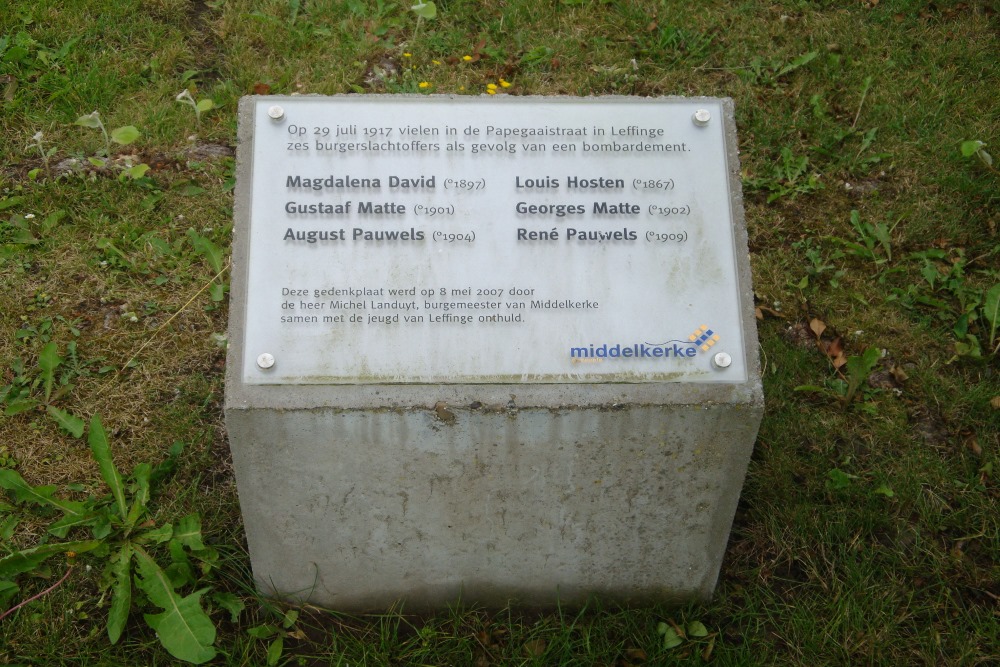 Op 29 juli 1917 vielen in de Papegaaistraat in Leffinge
zes burgerslachtoffers als gevolg van een bombardement.
Magdalena David (°1897) Louis Hosten (°1867)
Gustaaf Matte (°1901) Georges Matte (°1902)
August Pauwels (°1904) René Pauwels (°1909)
Deze gedenkplaat werd op 8 mei 2007 door
de heer Michel Landuyt, burgemeester van Middelkerke
samen met de jeugd van Leffinge onthuld.
middelkerke